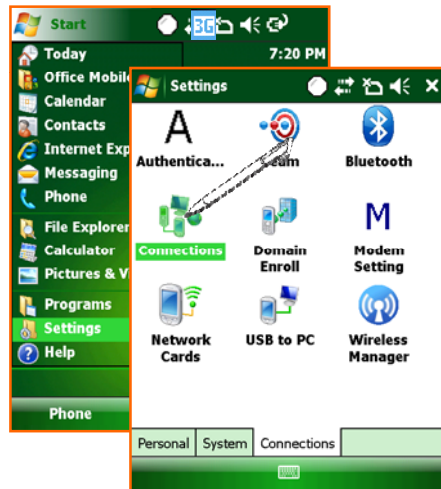 Start
3G
Today
7:20 PM
Office Mobile
Calendar
Contacts
Internet Exp
Messaging
Phone
File Explorer
Calculator
Pictures & V
Programs
Settings
Help
Phone
Settings
Authentica...
Bluetooth
Connections
Domain
Enroll
Modem
Setting
Network
Cards
USB to PC
Wireless
Manager
Personal
System
Connections